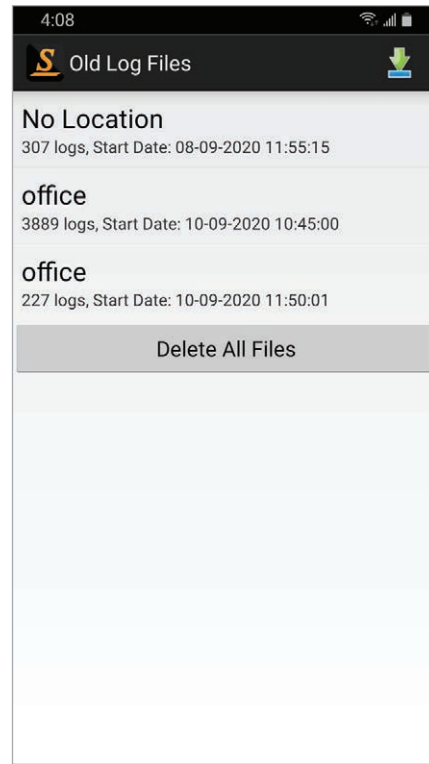 4:08
S Old Log Files
No Location
307 logs, Start Date: 08-09-2020 11:55:15
office
3889 logs, Start Date: 10-09-2020 10:45:00
office
227 logs, Start Date: 10-09-2020 11:50:01
Delete All Files